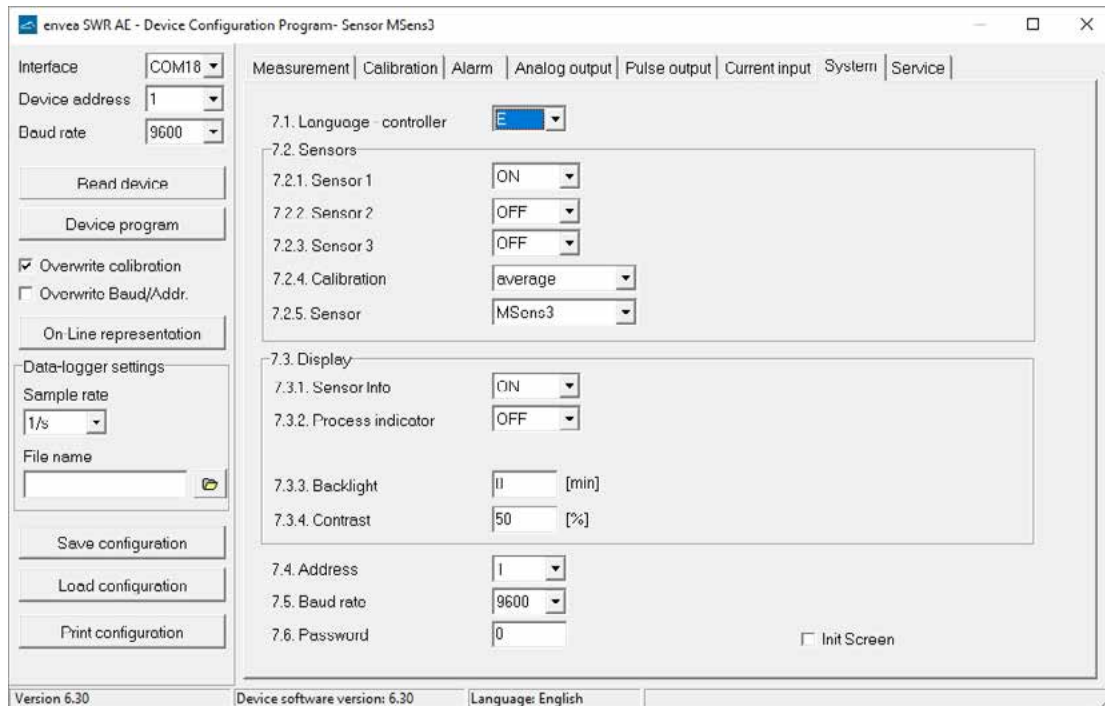 envea SWR AE - Device Configuration Program- Sensor MSens3
Interface COM18
Device address 1
Baud rate 9600
Read device
Device program
Overwrite calibration
Overwrite Baud/Addr.
On-Line representation
Data-logger settings
Sample rate
1/s
File name
Save configuration
Load configuration
Print configuration
Measurement Calibration Alarm Analog output Pulse output Current input System Service
7.1. Language - controller E
7.2. Sensors
7.2.1. Sensor 1 ON
7.2.2. Sensor 2 OFF
7.2.3. Sensor 3 OFF
7.2.4. Calibration average
7.2.5. Sensor MSens3
7.3. Display
7.3.1. Sensor Info ON
7.3.2. Process indicator OFF
7.3.3. Backlight 0 [min]
7.3.4. Contrast 50 [%]
7.4. Address 1
7.5. Baud rate 9600
7.6. Password 0
Init Screen
Version 6.30 Device software version: 6.30 Language: English